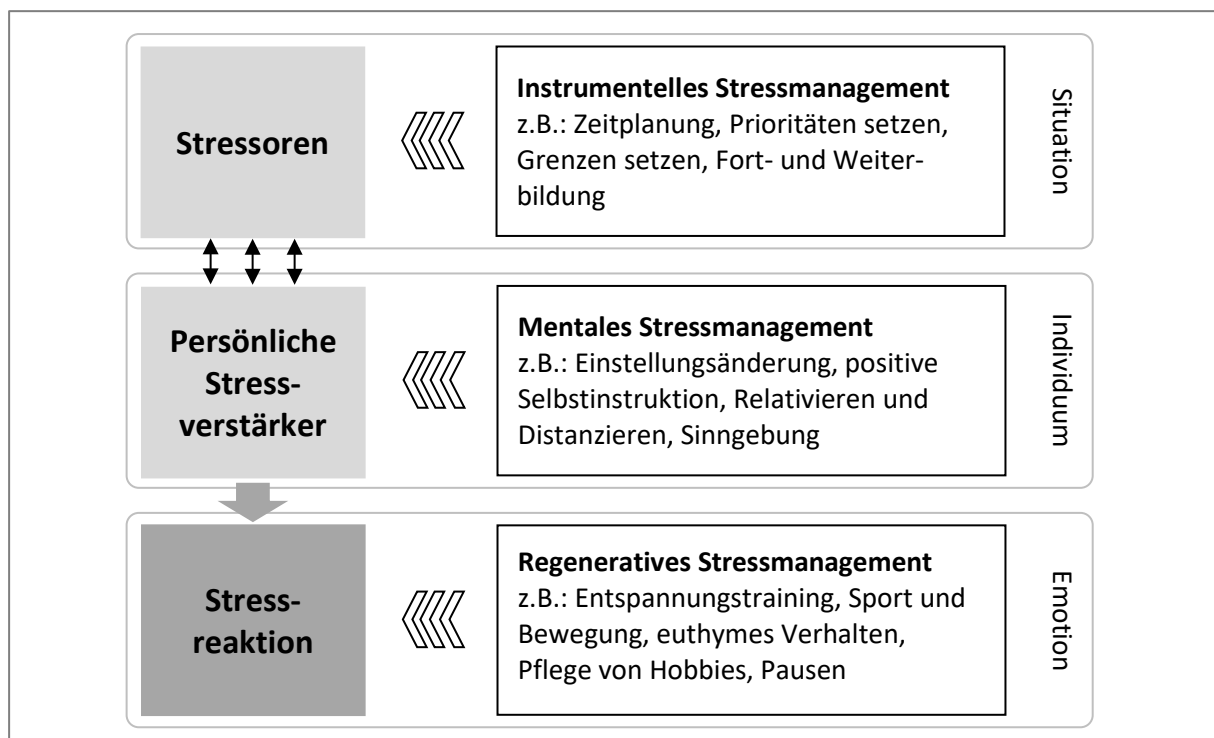 Stressoren
Instrumentelles Stressmanagement
z.B.: Zeitplanung, Prioritäten setzen,
Grenzen setzen, Fort- und Weiter-
bildung
Situation
Persönliche
Stress-
verstärker
Mentales Stressmanagement
z.B.: Einstellungsänderung, positive
Selbstinstruktion, Relativieren und
Distanzieren, Sinngebung
Individuum
Stress-
reaktion
Regeneratives Stressmanagement
z.B.: Entspannungstraining, Sport und
Bewegung, euthymes Verhalten,
Pflege von Hobbies, Pausen
Emotion